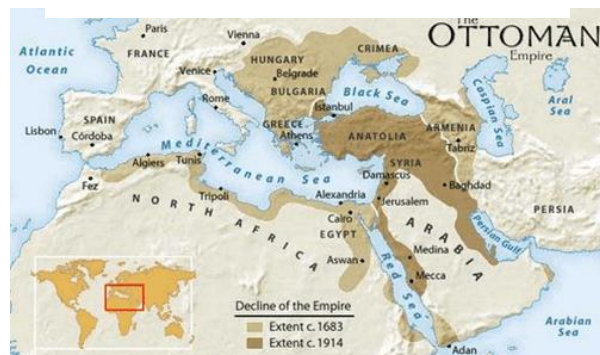 The
OTTOMAN
Empire
Paris
Vienna
Atlantic
Ocean
FRANCE
HUNGARY
CRIMEA
Venice
Belgrade
BULGARIA
Caspian Sea
Aral
Sea
Rome
Black Sea
Istanbul
SPAIN
GREECE
ARMENIA
Lisbon
Córdoba
Athens
ANATOLIA
Tabriz
Mediterranean Sea
Algiers
Tunis
SYRIA
Damascus
Fez
Baghdad
Tripoli
Alexandria
Jerusalem
PERSIA
NORTH AFRICA
Cairo
EGYPT
Persian Gulf
ARABIA
Medina
Aswan
Red Sea
Mecca
Decline of the Empire
Extent c. 1683
Extent c. 1914
Arabian
Sea
Adan